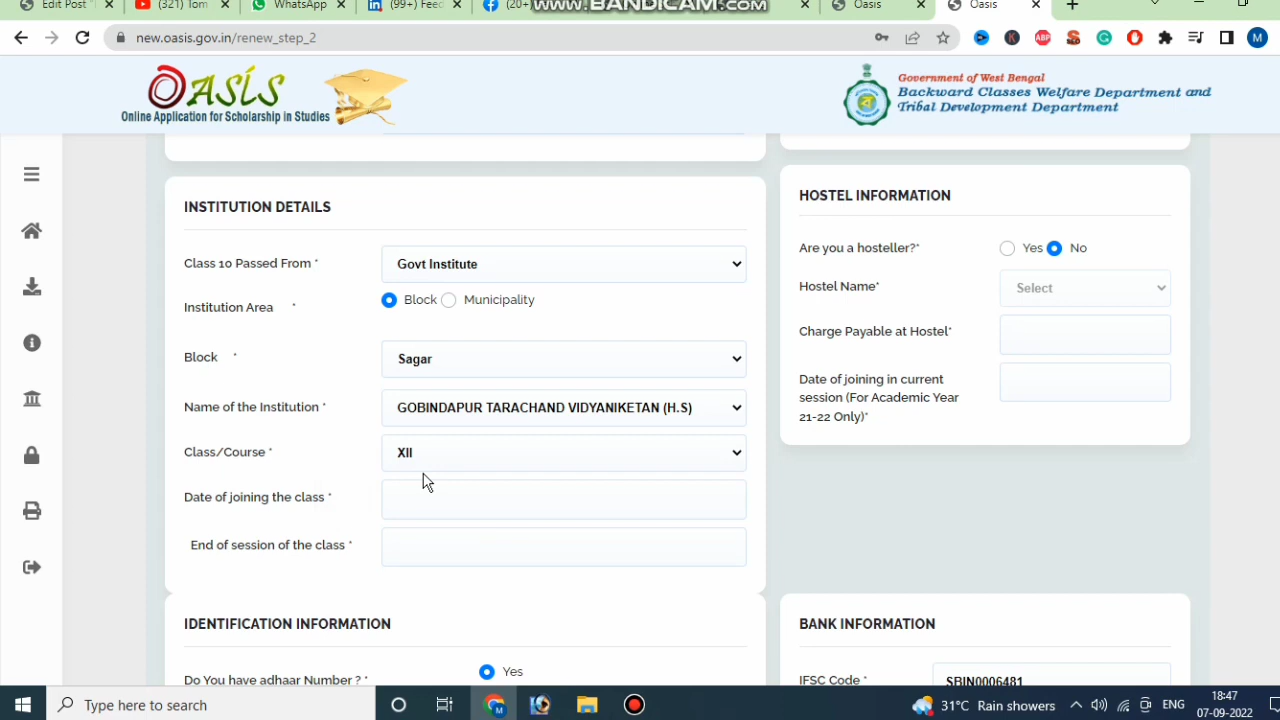 Edit Post "
(321) Tom
WhatsApp
(99+) Feed
(20+
WWW.BANDICAM.COM
Oasis
Oasis
new.oasis.gov.in/renew_step_2
OASIS
Online Application for Scholarship in Studies
Government of West Bengal
Backward Classes Welfare Department and
Tribal Development Department
INSTITUTION DETAILS
Class 10 Passed From *
Govt Institute
Institution Area *
Block
Municipality
Block *
Sagar
Name of the Institution *
GOBINDAPUR TARACHAND VIDYANIKETAN (H.S)
Class/Course *
XII
Date of joining the class *
End of session of the class *
HOSTEL INFORMATION
Are you a hosteller?*
Yes
No
Hostel Name*
Select
Charge Payable at Hostel*
Date of joining in current
session (For Academic Year
21-22 Only)*
IDENTIFICATION INFORMATION
Do You have adhaar Number ? *
Yes
BANK INFORMATION
IFSC Code *
SBIN0006481
Type here to search
31°C Rain showers
ENG
18:47
07-09-2022